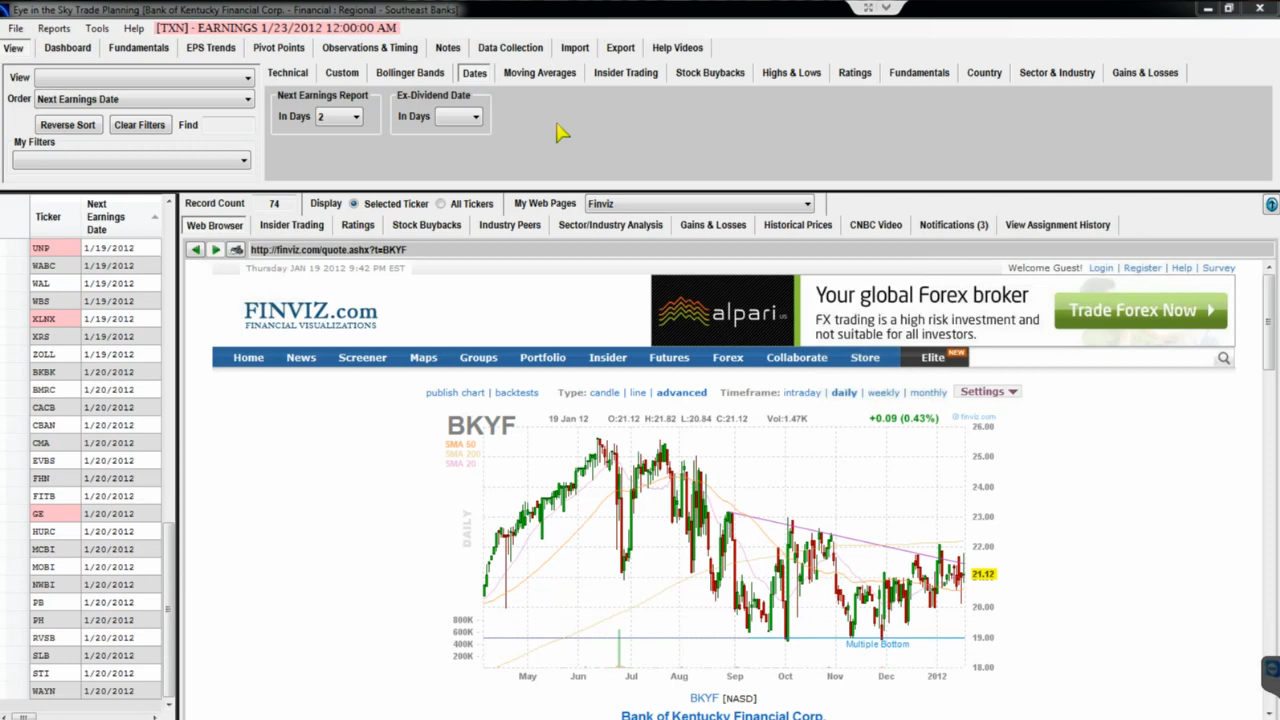 Eye in the Sky Trade Planning [Bank of Kentucky Financial Corp. - Financial : Regional - Southeast Banks]
File Reports Tools Help [TXN] - EARNINGS 1/23/2012 12:00:00 AM
View Dashboard Fundamentals EPS Trends Pivot Points Observations & Timing Notes Data Collection Import Export Help Videos
View
Order Next Earnings Date
Reverse Sort Clear Filters Find
My Filters
Technical Custom Bollinger Bands Dates Moving Averages Insider Trading Stock Buybacks Highs & Lows Ratings Fundamentals Country Sector & Industry Gains & Losses
Next Earnings Report Ex-Dividend Date
In Days 2 In Days
Ticker Next Earnings Date
UNP 1/19/2012
WABC 1/19/2012
WAL 1/19/2012
WBS 1/19/2012
XLNX 1/19/2012
XRS 1/19/2012
ZOLL 1/19/2012
BKBK 1/20/2012
BMRC 1/20/2012
CACB 1/20/2012
CBAN 1/20/2012
CMA 1/20/2012
EVBS 1/20/2012
FHN 1/20/2012
FITB 1/20/2012
GE 1/20/2012
HURC 1/20/2012
MCBI 1/20/2012
MOBI 1/20/2012
NWBI 1/20/2012
PB 1/20/2012
PH 1/20/2012
RVSB 1/20/2012
SLB 1/20/2012
STI 1/20/2012
WAYN 1/20/2012
Record Count 74 Display Selected Ticker All Tickers My Web Pages Finviz
Web Browser Insider Trading Ratings Stock Buybacks Industry Peers Sector/Industry Analysis Gains & Losses Historical Prices CNBC Video Notifications (3) View Assignment History
http://finviz.com/quote.ashx?t=BKYF
Thursday JAN 19 2012 9:42 PM EST Welcome Guest! Login | Register | Help | Survey
FINVIZ.com
FINANCIAL VISUALIZATIONS
alpari us
Your global Forex broker
FX trading is a high risk investment and
not suitable for all investors.
Trade Forex Now
Home News Screener Maps Groups Portfolio Insider Futures Forex Collaborate Store Elite NEW
publish chart | backtests Type: candle | line | advanced Timeframe: intraday | daily | weekly | monthly Settings
BKYF 19 Jan 12 O:21.12 H:21.82 L:20.84 C:21.12 Vol:1.47K +0.09 (0.43%) © finviz.com
SMA 50
SMA 200
SMA 20
DAILY
26.00
25.00
24.00
23.00
22.00
21.12
20.00
19.00
18.00
800K
600K
400K
200K
Multiple Bottom
May Jun Jul Aug Sep Oct Nov Dec 2012
BKYF [NASD]
Bank of Kentucky Financial Corp.